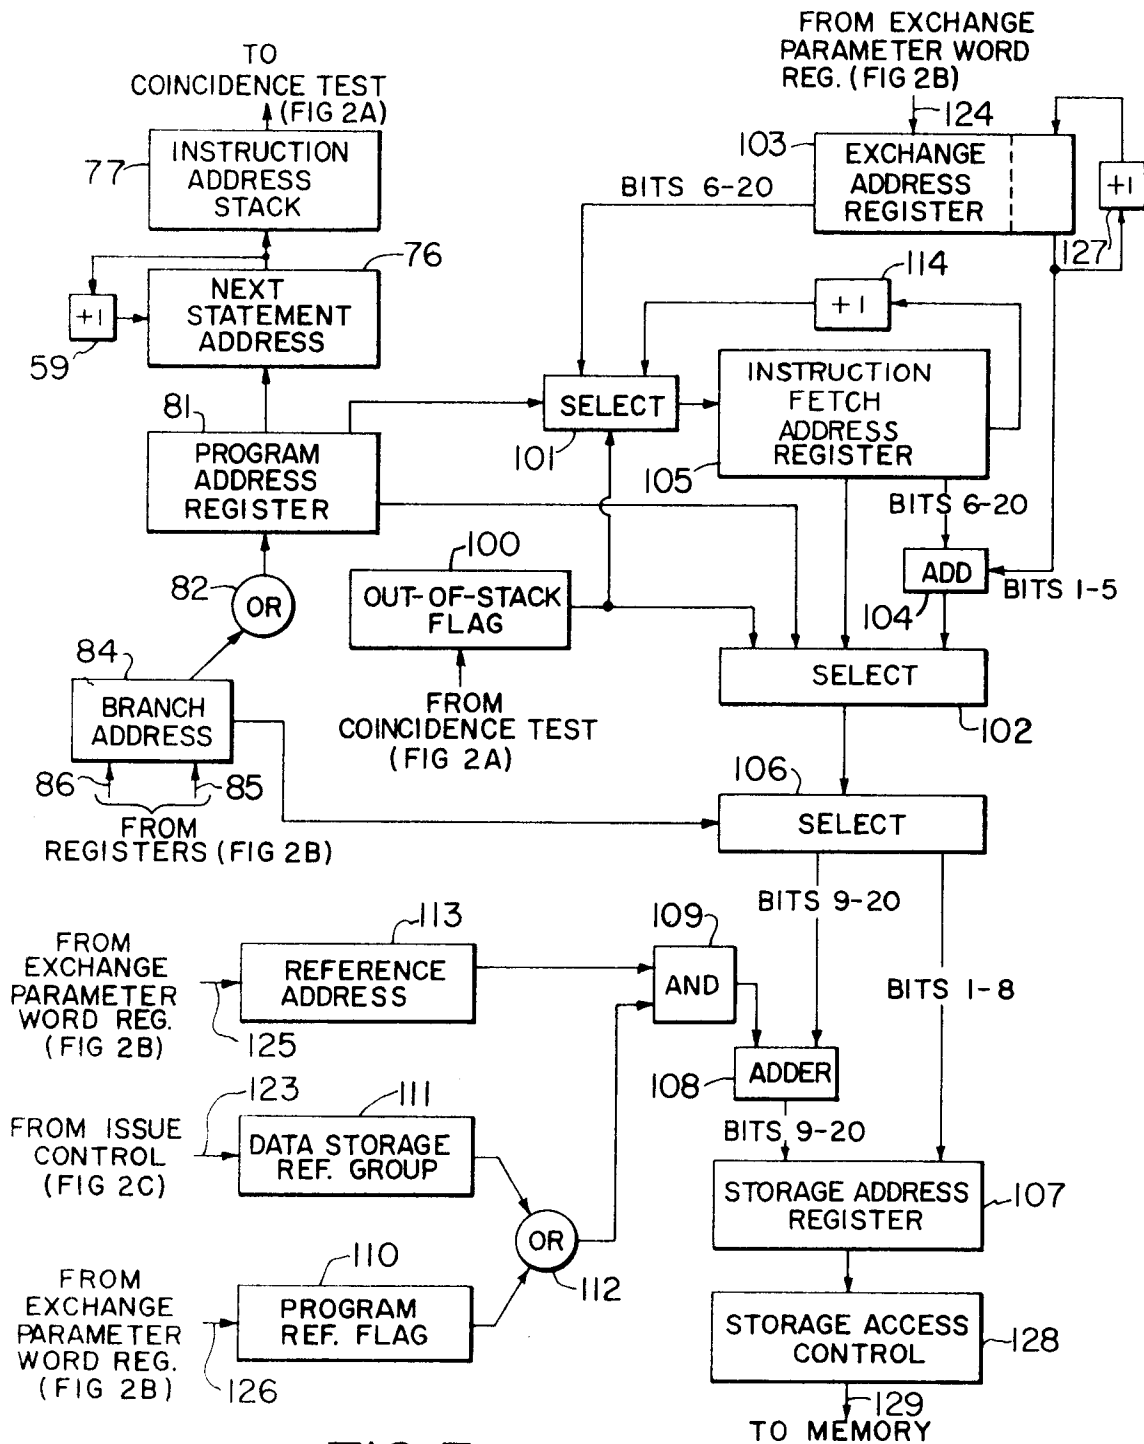 FROM EXCHANGE
PARAMETER WORD
REG. (FIG 2B)
124
TO
COINCIDENCE TEST
(FIG 2A)
77
INSTRUCTION
ADDRESS
STACK
103
EXCHANGE
ADDRESS
REGISTER
+1
127
BITS 6-20
76
NEXT
STATEMENT
ADDRESS
+1
59
114
+1
81
PROGRAM
ADDRESS
REGISTER
SELECT
101
INSTRUCTION
FETCH
ADDRESS
REGISTER
105
BITS 6-20
82
OR
100
OUT-OF-STACK
FLAG
ADD
104
BITS 1-5
84
BRANCH
ADDRESS
86
85
FROM
REGISTERS (FIG 2B)
FROM
COINCIDENCE TEST
(FIG 2A)
SELECT
102
106
SELECT
BITS 9-20
BITS 1-8
FROM
EXCHANGE
PARAMETER
WORD REG.
(FIG 2B)
125
113
REFERENCE
ADDRESS
109
AND
108
ADDER
BITS 9-20
123
FROM ISSUE
CONTROL
(FIG 2C)
111
DATA STORAGE
REF. GROUP
STORAGE ADDRESS
REGISTER
107
OR
112
FROM
EXCHANGE
PARAMETER
WORD REG.
(FIG 2B)
126
110
PROGRAM
REF. FLAG
STORAGE ACCESS
CONTROL
128
129
TO MEMORY